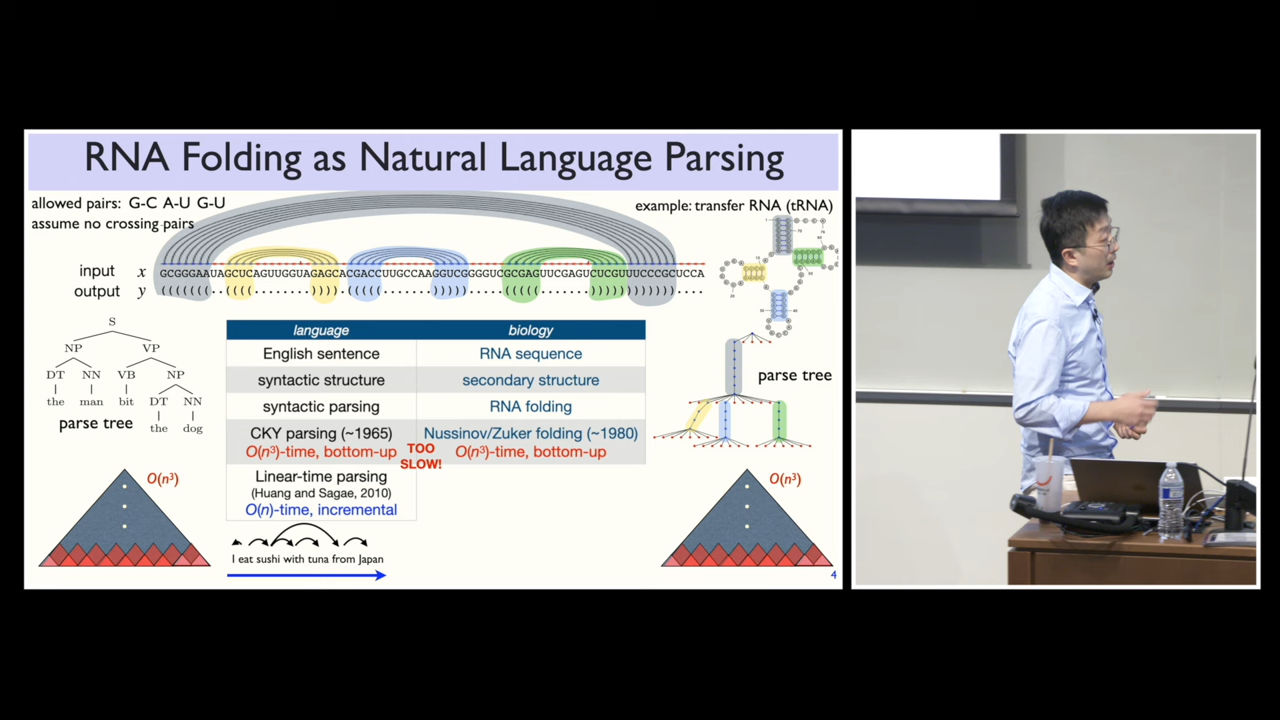 RNA Folding as Natural Language Parsing
allowed pairs: G-C A-U G-U
assume no crossing pairs
example: transfer RNA (tRNA)
input x GCGGGAAUAGCUCAGUUGGUAGAGCACGACCUUGCCAAGGUCGGGGUCGCGAGUUCGAGUCUCGUUUCCCGCUCCA
output y (((((((..((((........)))).(((((.......))))).....(((((.......))))))))))))....
language biology
English sentence RNA sequence
syntactic structure secondary structure
syntactic parsing RNA folding
CKY parsing (~1965) Nussinov/Zuker folding (~1980)
O(n³)-time, bottom-up TOO SLOW! O(n³)-time, bottom-up
Linear-time parsing
(Huang and Sagae, 2010)
O(n)-time, incremental
I eat sushi with tuna from Japan
S
NP VP
DT NN VB NP
the man bit DT NN
the dog
parse tree
parse tree
O(n³)
O(n³)
4